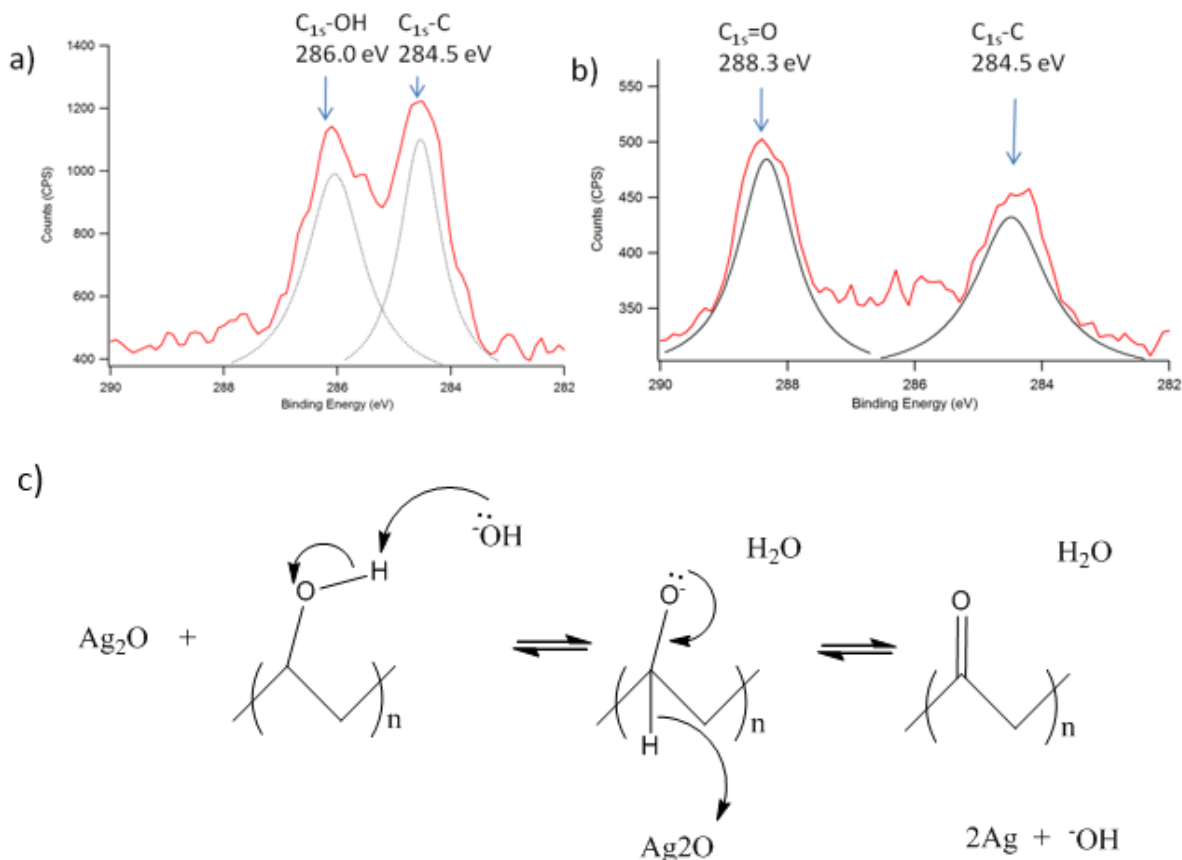 a)
C₁ₛ-OH C₁ₛ-C
286.0 eV 284.5 eV
1400
1200
1000
800
600
400
Counts (CPS)
290 288 286 284 282
Binding Energy (eV)
b)
C₁ₛ=O C₁ₛ-C
288.3 eV 284.5 eV
550
500
450
400
350
Counts (CPS)
290 288 286 284 282
Binding Energy (eV)
c)
Ag₂O + O H ⁻OH
n
O⁻ H₂O
n
H
Ag2O
O H₂O
n
2Ag + ⁻OH